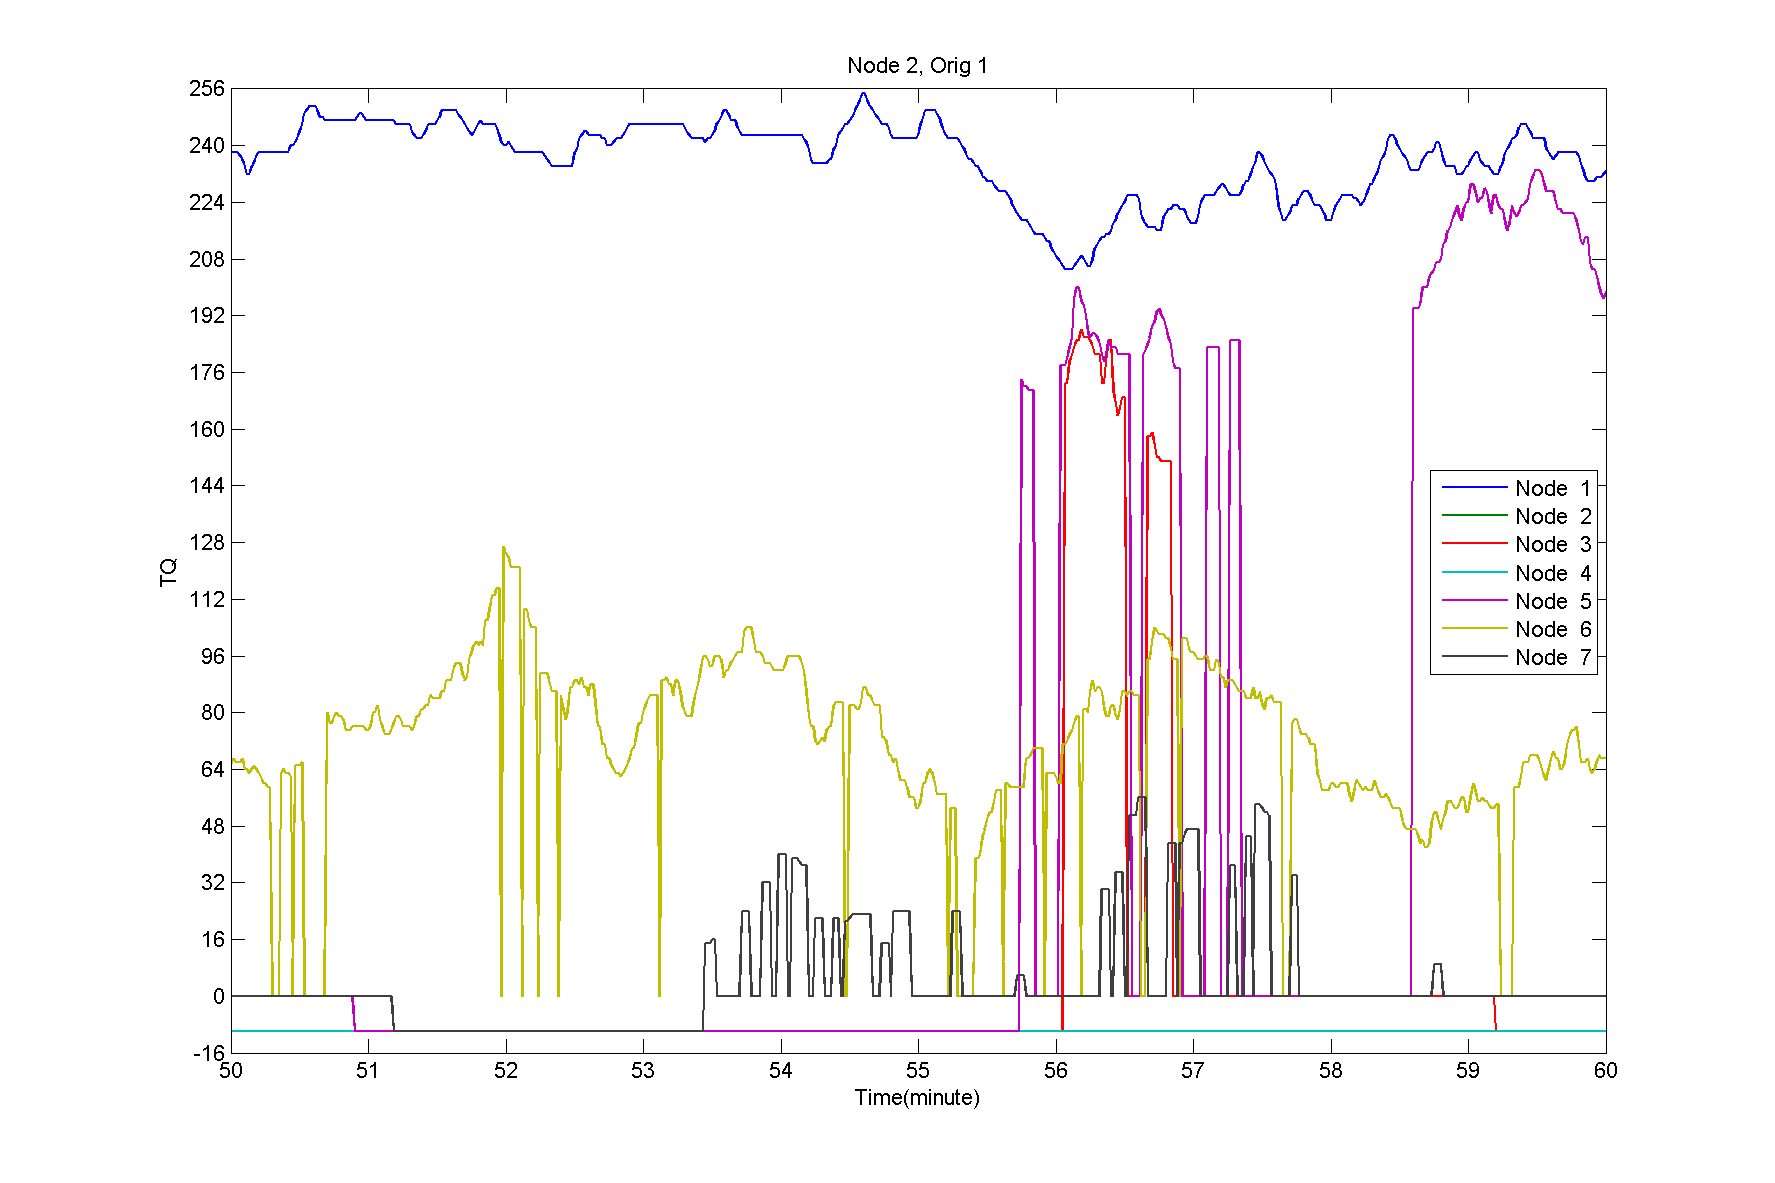 Node 2, Orig 1
256
240
224
208
192
176
160
144
128
112
96
80
64
48
32
16
0
-16
TQ
Node 1
Node 2
Node 3
Node 4
Node 5
Node 6
Node 7
50 51 52 53 54 55 56 57 58 59 60
Time(minute)